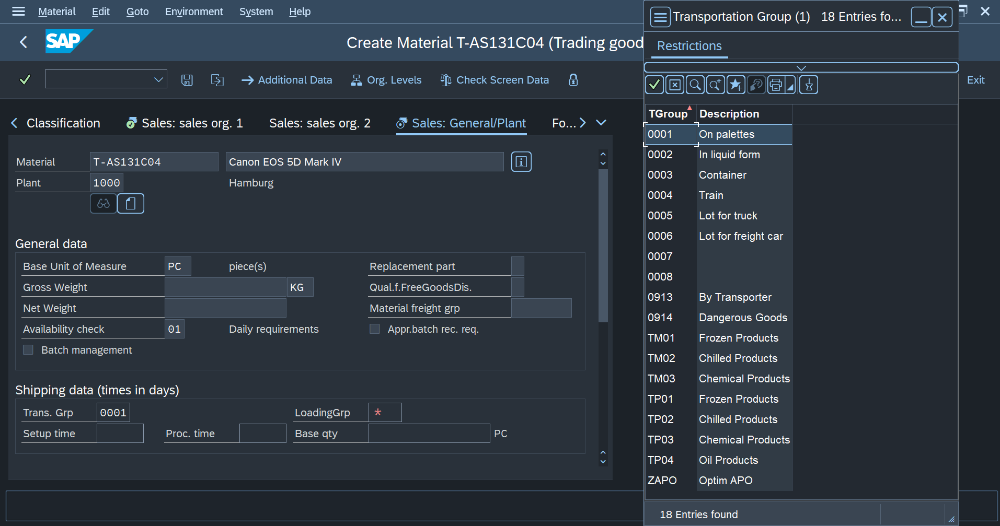 Material Edit Goto Environment System Help
SAP Create Material T-AS131C04 (Trading good
Additional Data Org. Levels Check Screen Data Exit
Classification Sales: sales org. 1 Sales: sales org. 2 Sales: General/Plant Fo...
Material T-AS131C04 Canon EOS 5D Mark IV
Plant 1000 Hamburg
General data
Base Unit of Measure PC piece(s) Replacement part
Gross Weight KG Qual.f.FreeGoodsDis.
Net Weight Material freight grp
Availability check 01 Daily requirements Appr.batch rec. req.
Batch management
Shipping data (times in days)
Trans. Grp 0001 LoadingGrp *
Setup time Proc. time Base qty PC
Transportation Group (1) 18 Entries fo...
Restrictions
TGroup Description
0001 On palettes
0002 In liquid form
0003 Container
0004 Train
0005 Lot for truck
0006 Lot for freight car
0007
0008
0913 By Transporter
0914 Dangerous Goods
TM01 Frozen Products
TM02 Chilled Products
TM03 Chemical Products
TP01 Frozen Products
TP02 Chilled Products
TP03 Chemical Products
TP04 Oil Products
ZAPO Optim APO
18 Entries found